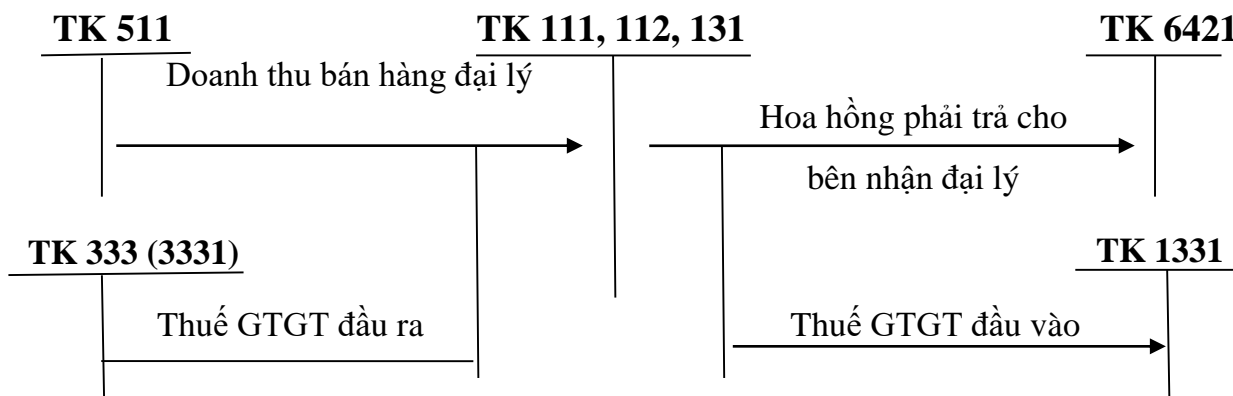 TK 511
TK 111, 112, 131
TK 6421
Doanh thu bán hàng đại lý
Hoa hồng phải trả cho
bên nhận đại lý
TK 333 (3331)
TK 1331
Thuế GTGT đầu ra
Thuế GTGT đầu vào